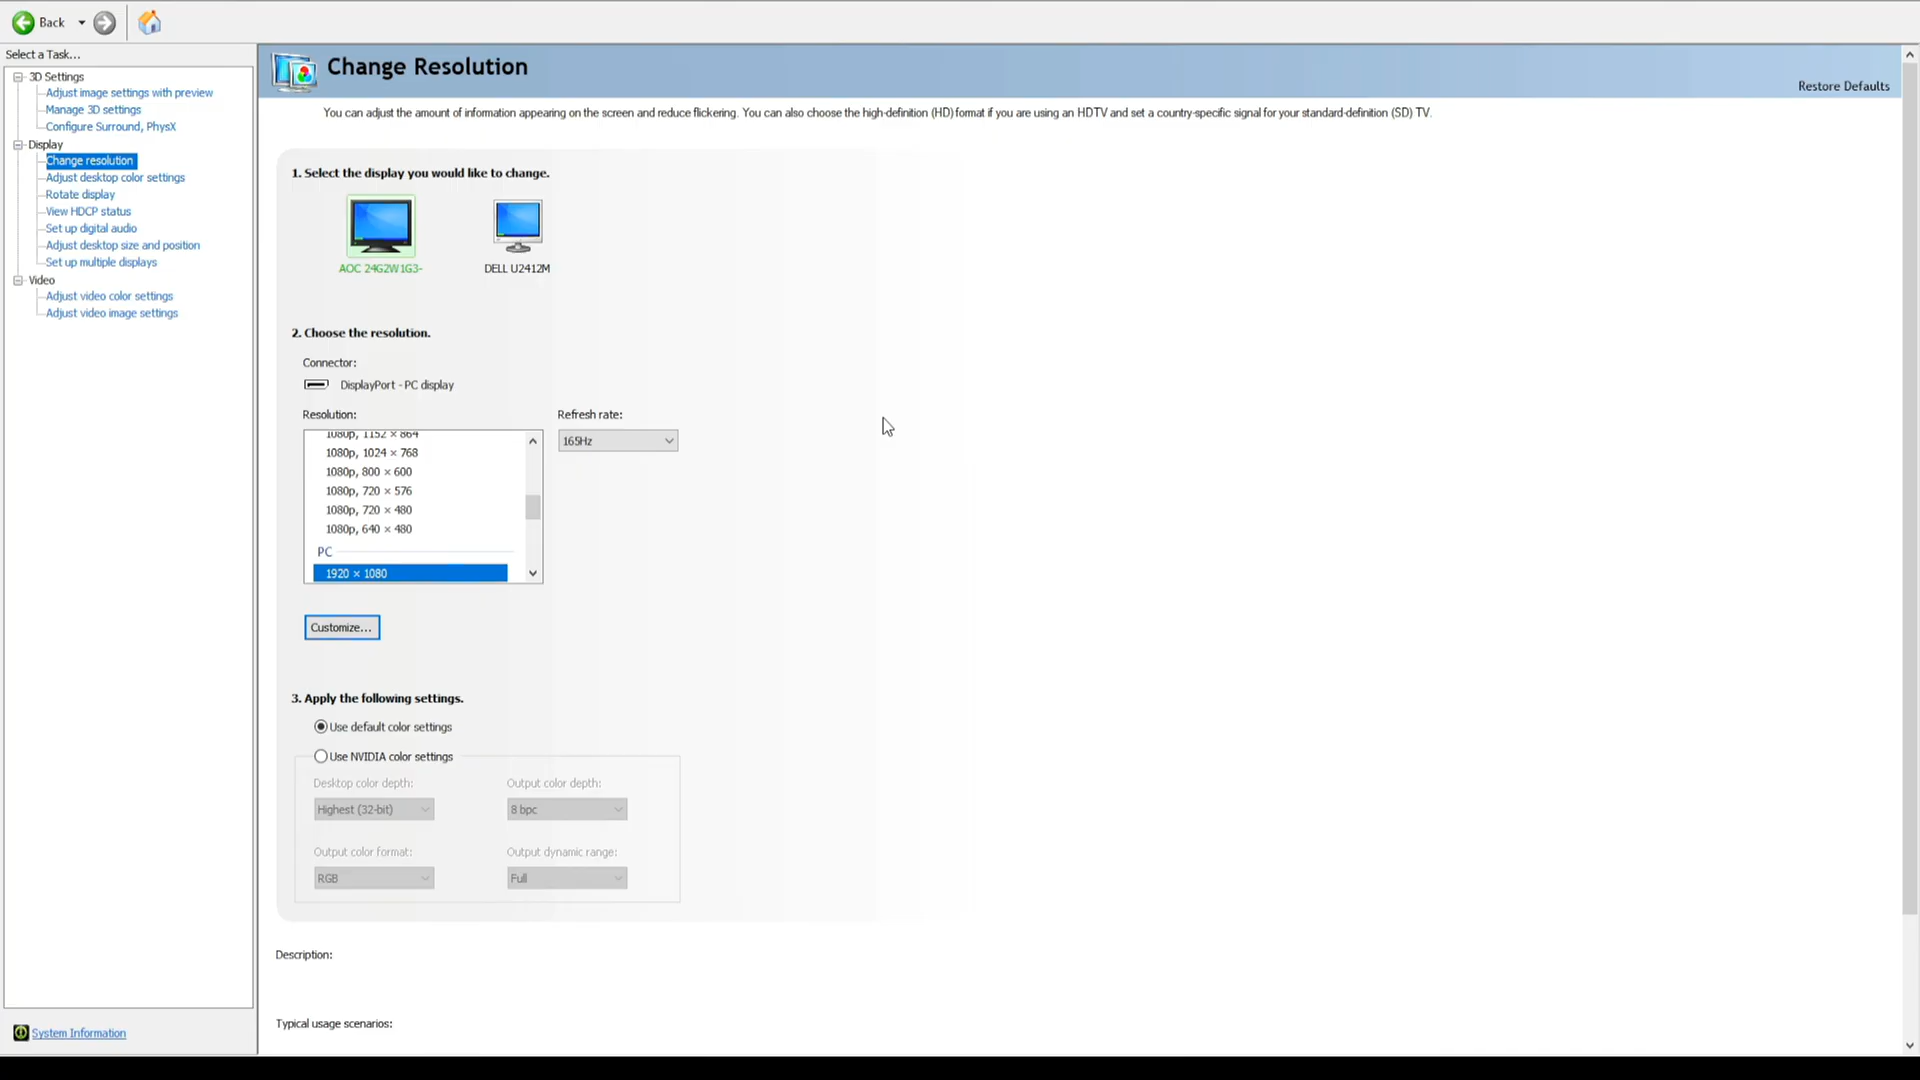 Back
Select a Task...
3D Settings
Adjust image settings with preview
Manage 3D settings
Configure Surround, PhysX
Display
Change resolution
Adjust desktop color settings
Rotate display
View HDCP status
Set up digital audio
Adjust desktop size and position
Set up multiple displays
Video
Adjust video color settings
Adjust video image settings
System Information
Change Resolution
Restore Defaults
You can adjust the amount of information appearing on the screen and reduce flickering. You can also choose the high-definition (HD) format if you are using an HDTV and set a country-specific signal for your standard-definition (SD) TV.
1. Select the display you would like to change.
AOC 24G2W1G3-
DELL U2412M
2. Choose the resolution.
Connector:
DisplayPort - PC display
Resolution:
Refresh rate:
1080p, 1152 × 864
165Hz
1080p, 1024 × 768
1080p, 800 × 600
1080p, 720 × 576
1080p, 720 × 480
1080p, 640 × 480
PC
1920 × 1080
Customize...
3. Apply the following settings.
Use default color settings
Use NVIDIA color settings
Desktop color depth:
Output color depth:
Highest (32-bit)
8 bpc
Output color format:
Output dynamic range:
RGB
Full
Description:
Typical usage scenarios: